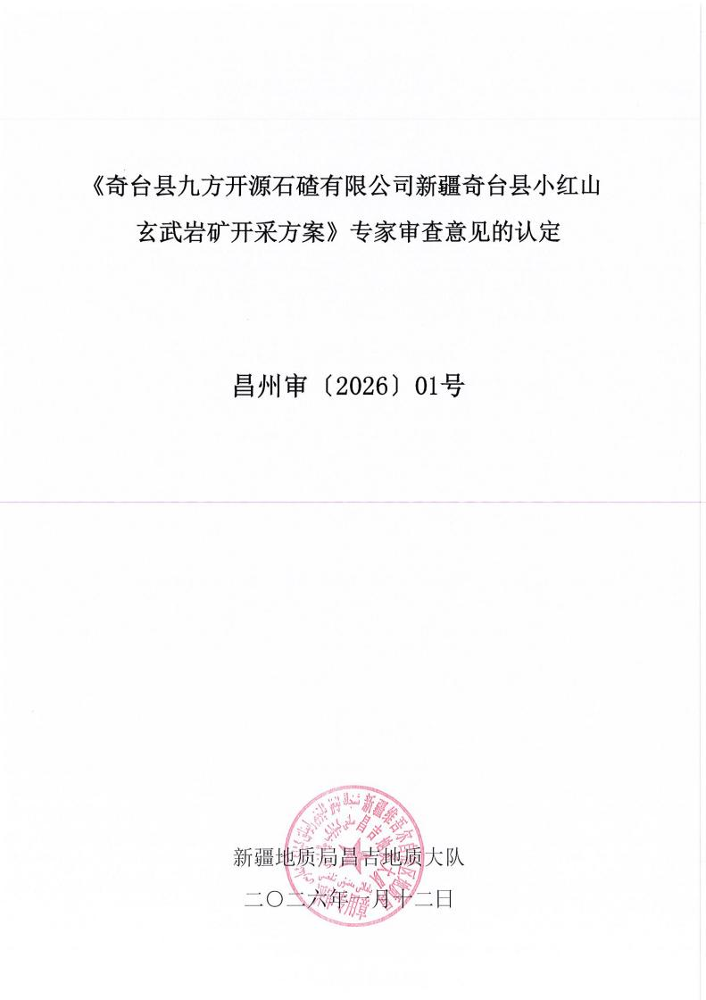 《奇台县九方开源石碴有限公司新疆奇台县小红山
玄武岩矿开采方案》专家审查意见的认定
昌州审〔2026〕01号
新疆地质局昌吉地质大队
二〇二六年一月十二日